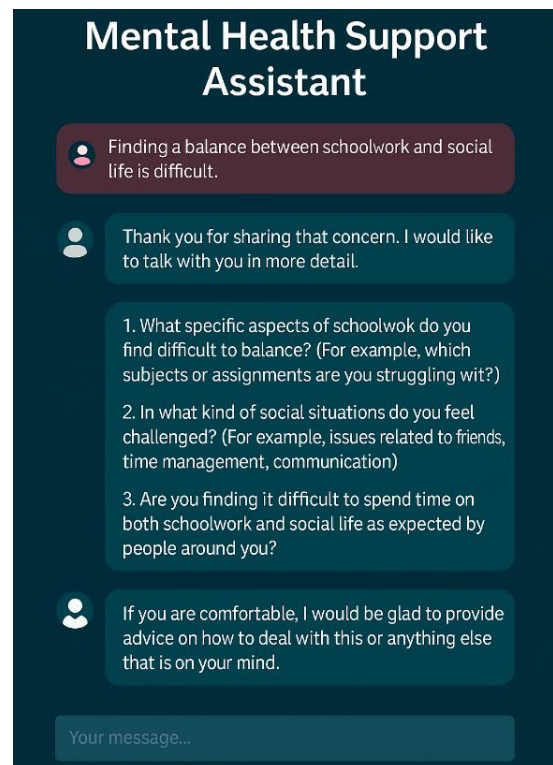 Mental Health Support
Assistant
Finding a balance between schoolwork and social
life is difficult.
Thank you for sharing that concern. I would like
to talk with you in more detail.
1. What specific aspects of schoolwok do you
find difficult to balance? (For example, which
subjects or assignments are you struggling wit?)
2. In what kind of social situations do you feel
challenged? (For example, issues related to friends,
time management, communication)
3. Are you finding it difficult to spend time on
both schoolwork and social life as expected by
people around you?
If you are comfortable, I would be glad to provide
advice on how to deal with this or anything else
that is on your mind.
Your message...